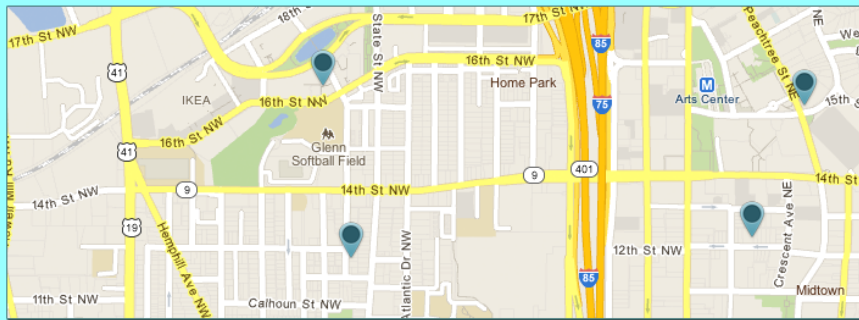 18th St
17th St NW
State St NW
17th St NW
Peachtree St NE
NE
We
85
41
16th St NW
IKEA
16th St NW
Home Park
75
M
Arts Center
15th
16th St NW
41
Glenn
Softball Field
9
14th St NW
9
401
14th St
14th St NW
19
Hemphill Ave NW
Atlantic Dr NW
12th St NW
Crescent Ave NE
85
11th St NW
Calhoun St NW
Midtown